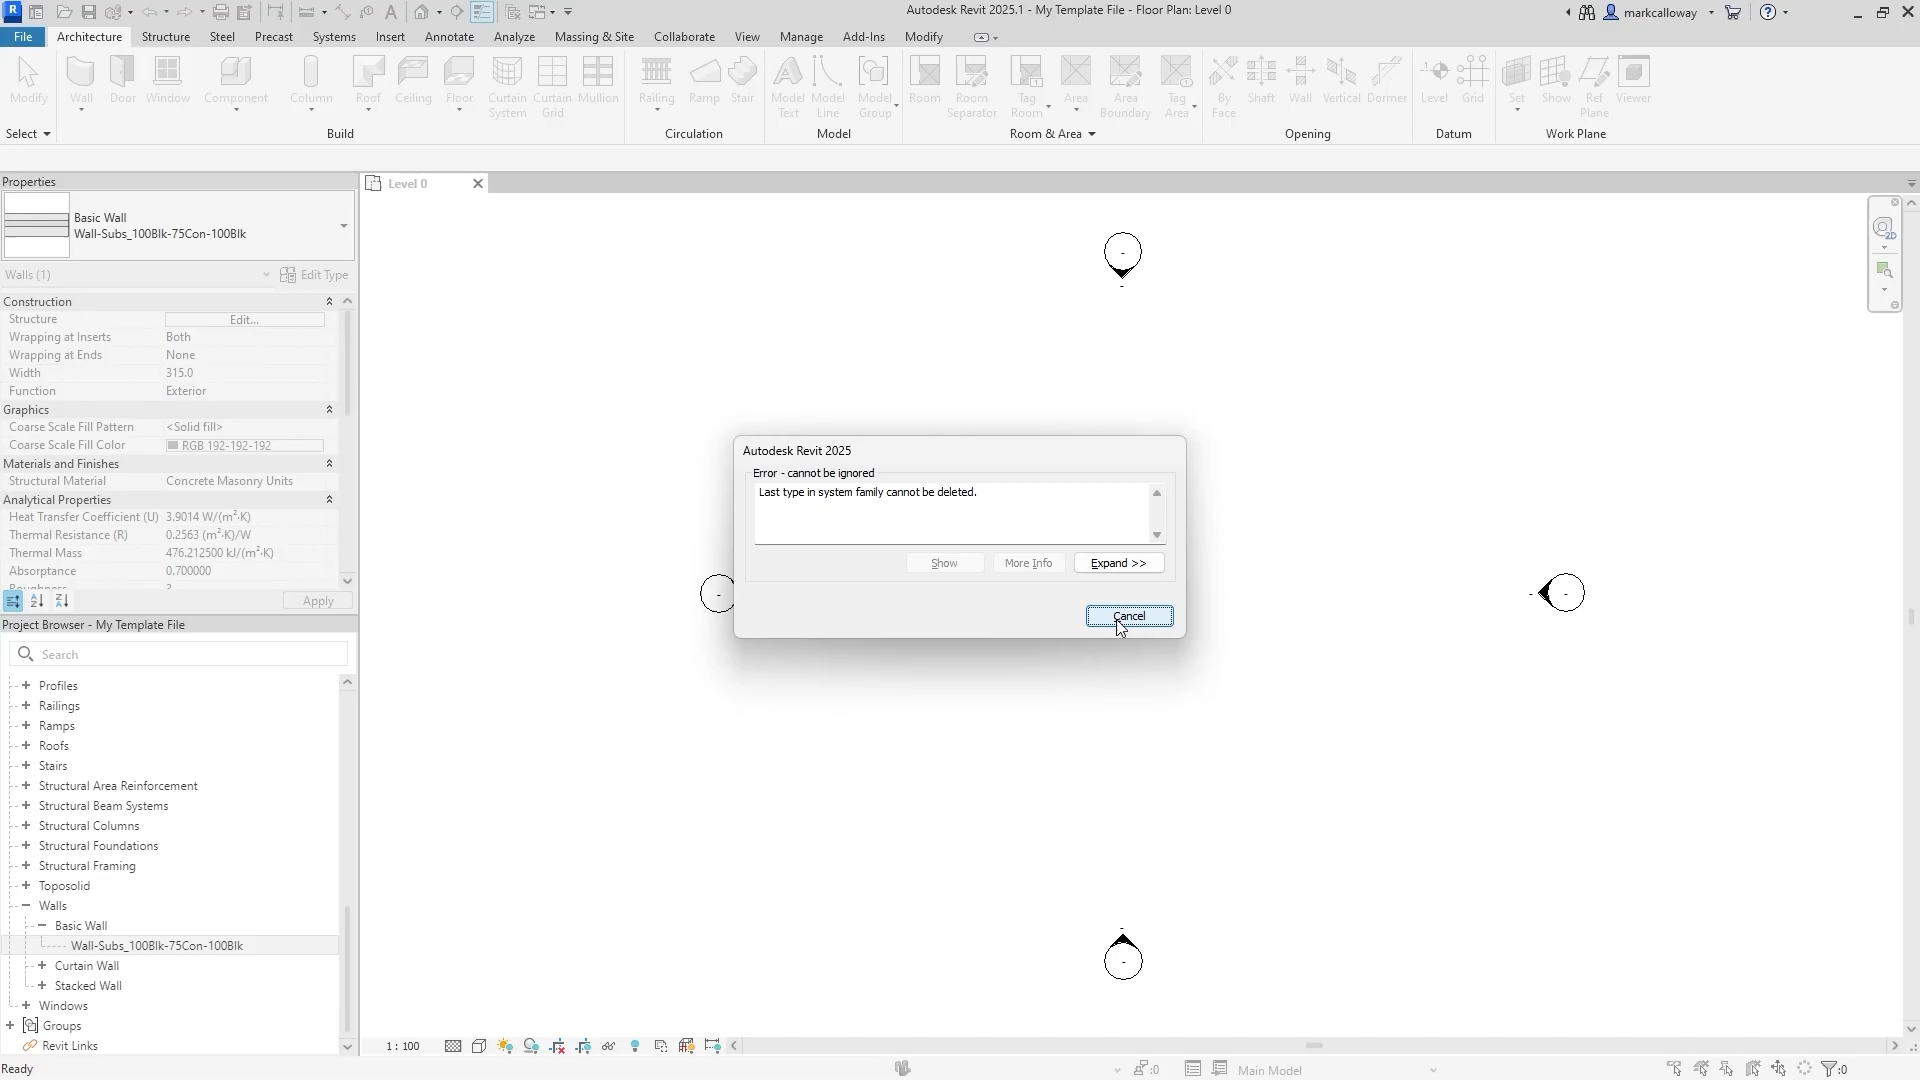 Autodesk Revit 2025.1 - My Template File - Floor Plan: Level 0
markcalloway
File
Architecture
Structure
Steel
Precast
Systems
Insert
Annotate
Analyze
Massing & Site
Collaborate
View
Manage
Add-Ins
Modify
Modify
Wall
Door
Window
Component
Column
Roof
Ceiling
Floor
Curtain
System
Curtain
Grid
Mullion
Railing
Ramp
Stair
Model
Text
Model
Line
Model
Group
Room
Room
Separator
Tag
Room
Area
Area
Boundary
Tag
Area
By
Face
Shaft
Wall
Vertical
Dormer
Level
Grid
Set
Show
Ref
Plane
Viewer
Select
Build
Circulation
Model
Room & Area
Opening
Datum
Work Plane
Properties
Basic Wall
Wall-Subs_100Blk-75Con-100Blk
Walls (1)
Edit Type
Construction
Structure Edit...
Wrapping at Inserts Both
Wrapping at Ends None
Width 315.0
Function Exterior
Graphics
Coarse Scale Fill Pattern <Solid fill>
Coarse Scale Fill Color RGB 192-192-192
Materials and Finishes
Structural Material Concrete Masonry Units
Analytical Properties
Heat Transfer Coefficient (U) 3.9014 W/(m²·K)
Thermal Resistance (R) 0.2563 (m²·K)/W
Thermal Mass 476.212500 kJ/(m²·K)
Absorptance 0.700000
Apply
Project Browser - My Template File
Search
Profiles
Railings
Ramps
Roofs
Stairs
Structural Area Reinforcement
Structural Beam Systems
Structural Columns
Structural Foundations
Structural Framing
Toposolid
Walls
Basic Wall
Wall-Subs_100Blk-75Con-100Blk
Curtain Wall
Stacked Wall
Windows
Groups
Revit Links
Level 0
2D
Autodesk Revit 2025
Error - cannot be ignored
Last type in system family cannot be deleted.
Show
More Info
Expand >>
Cancel
1 : 100
Ready
:0
Main Model
:0